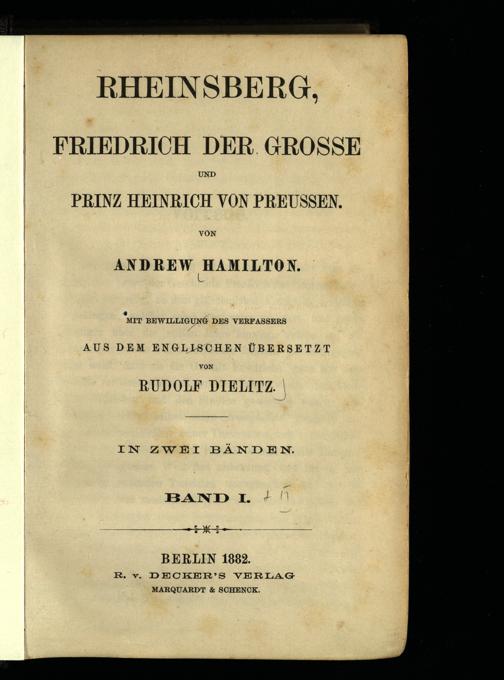 RHEINSBERG,
FRIEDRICH DER GROSSE
UND
PRINZ HEINRICH VON PREUSSEN.
VON
ANDREW HAMILTON.
MIT BEWILLIGUNG DES VERFASSERS
AUS DEM ENGLISCHEN ÜBERSETZT
VON
RUDOLF DIELITZ.
IN ZWEI BÄNDEN.
BAND I. + II
BERLIN 1882.
R. v. DECKER'S VERLAG
MARQUARDT & SCHENCK.